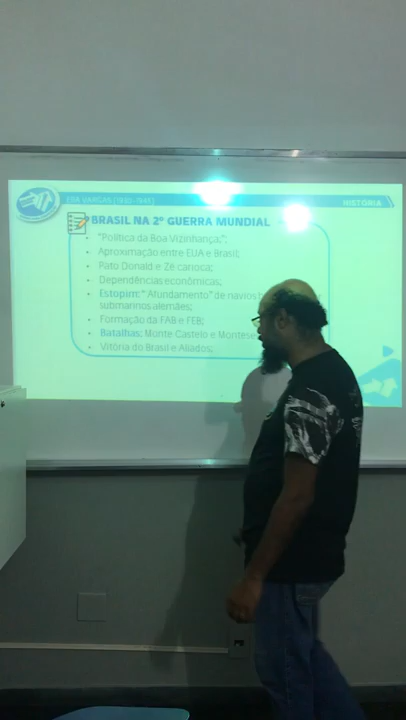 ERA VARGAS (1930-1945)
HISTÓRIA
BRASIL NA 2ª GUERRA MUNDIAL
• "Política da Boa Vizinhança,";
• Aproximação entre EUA e Brasil;
• Pato Donald e Zé carioca;
• Dependências econômicas;
• Estopim: "Afundamento" de navios
submarinos alemães;
• Formação da FAB e FEB;
• Batalhas: Monte Castelo e Montese
• Vitória do Brasil e Aliados;